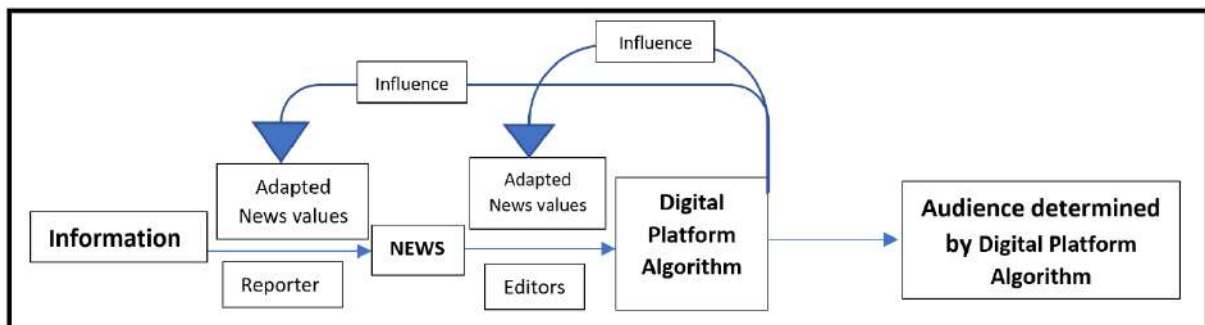 Influence
Influence
Adapted
News values
Adapted
News values
Information
NEWS
Digital
Platform
Algorithm
Audience determined
by Digital Platform
Algorithm
Reporter
Editors